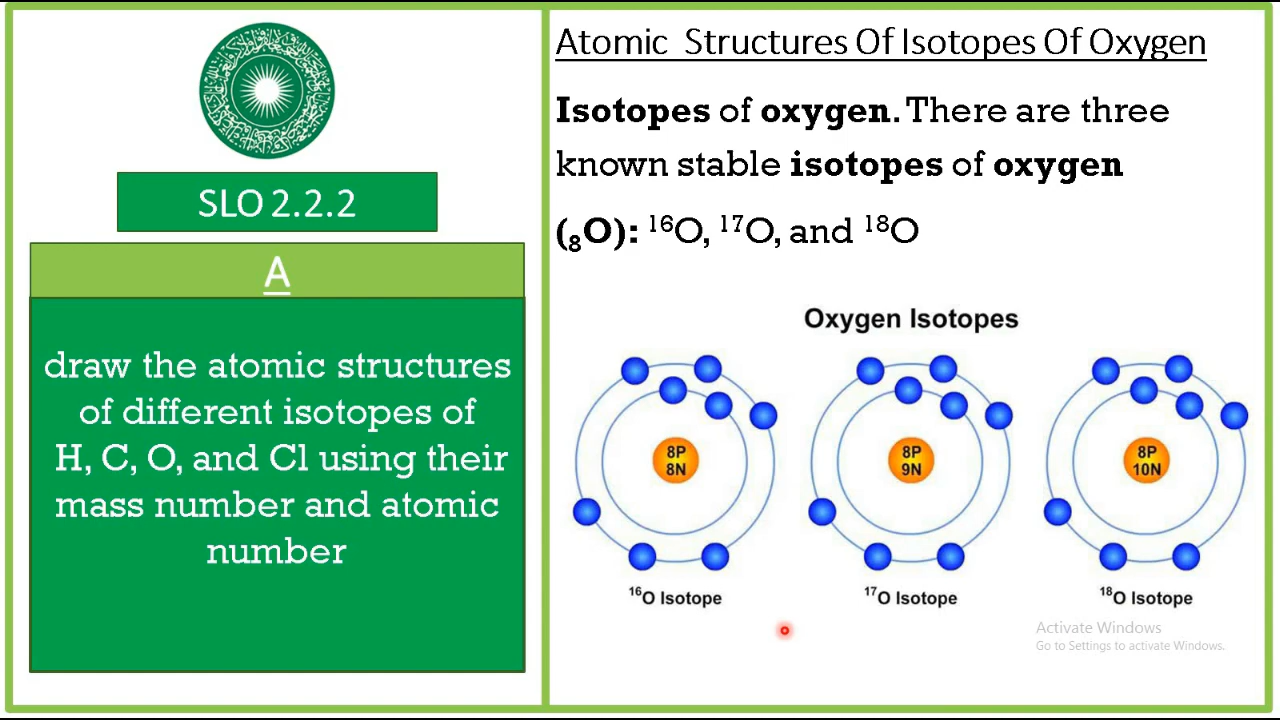 SLO 2.2.2
A
draw the atomic structures
of different isotopes of
H, C, O, and Cl using their
mass number and atomic
number
Atomic Structures Of Isotopes Of Oxygen
Isotopes of oxygen. There are three
known stable isotopes of oxygen
(₈O): ¹⁶O, ¹⁷O, and ¹⁸O
Oxygen Isotopes
8P
8N
8P
9N
8P
10N
¹⁶O Isotope
¹⁷O Isotope
¹⁸O Isotope
Activate Windows
Go to Settings to activate Windows.